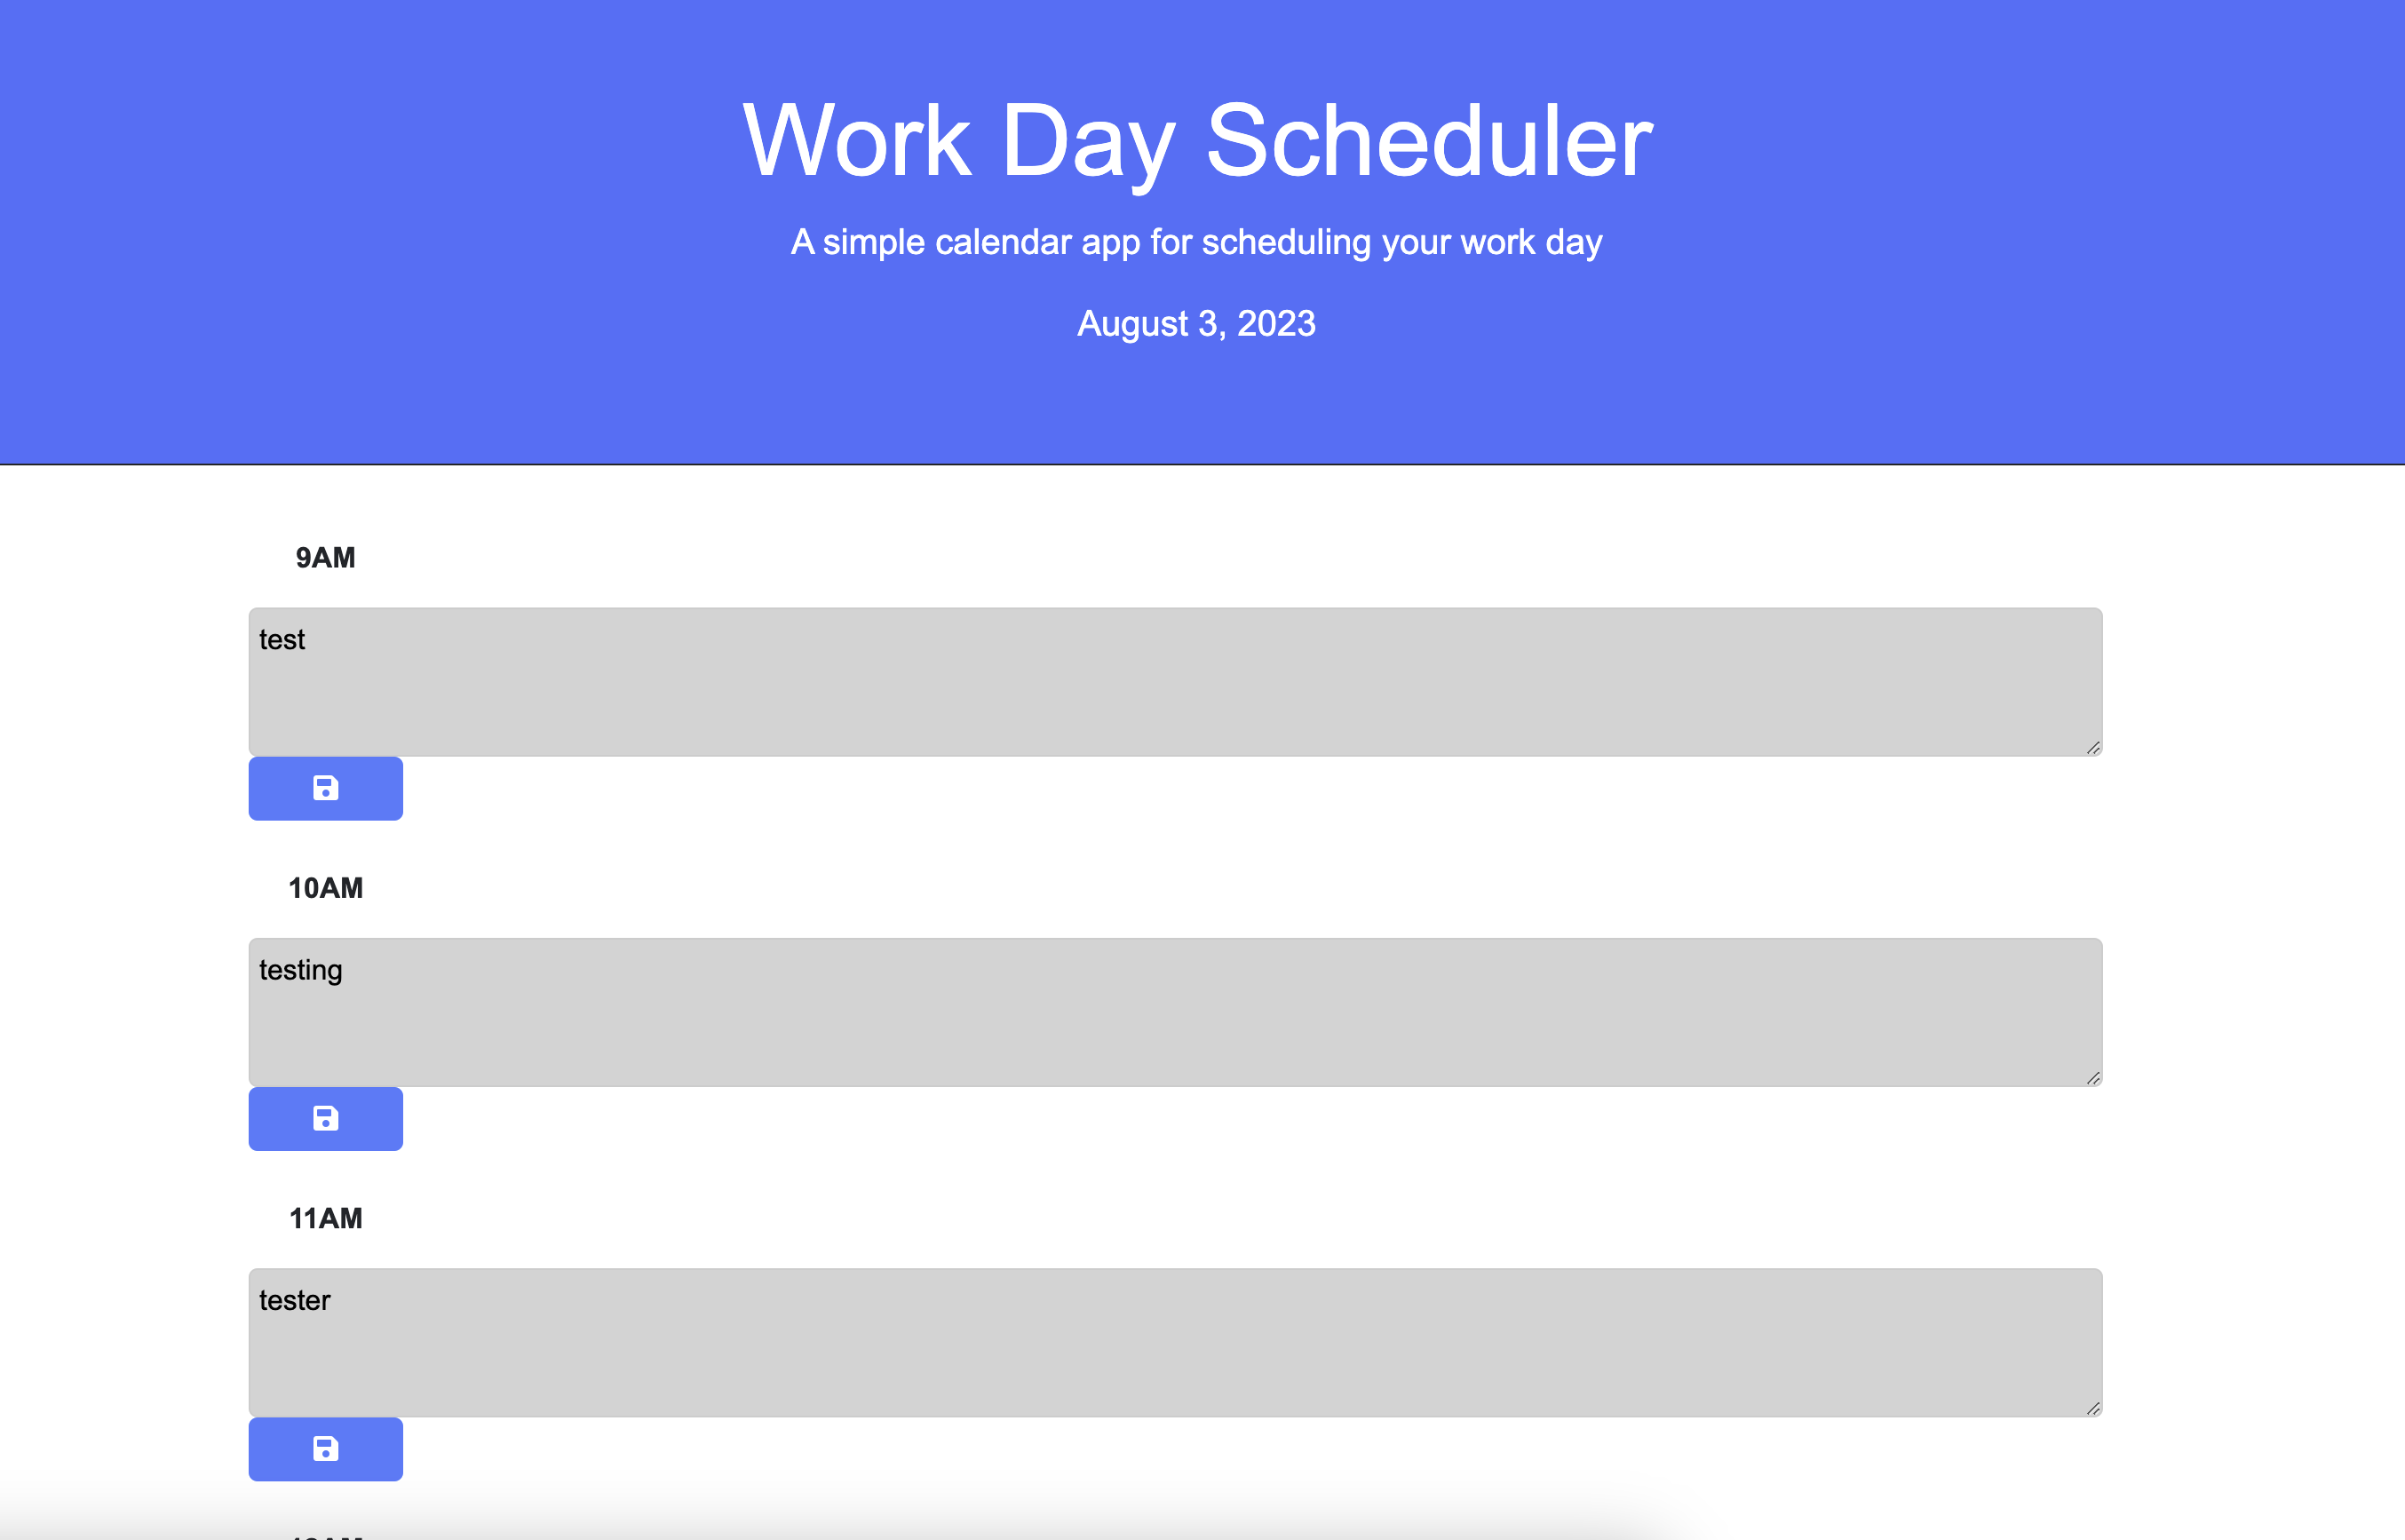 Work Day Scheduler
A simple calendar app for scheduling your work day
August 3, 2023
9AM
test
10AM
testing
11AM
tester